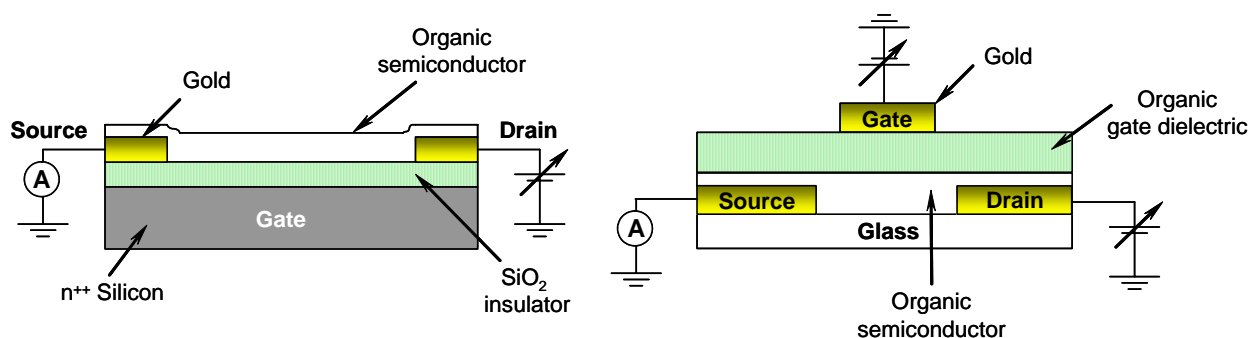 Organic
semiconductor
Gold
Source
Drain
A
Gate
n++ Silicon
SiO2
insulator
Gold
Gate
Organic
gate dielectric
Source
Drain
A
Glass
Organic
semiconductor